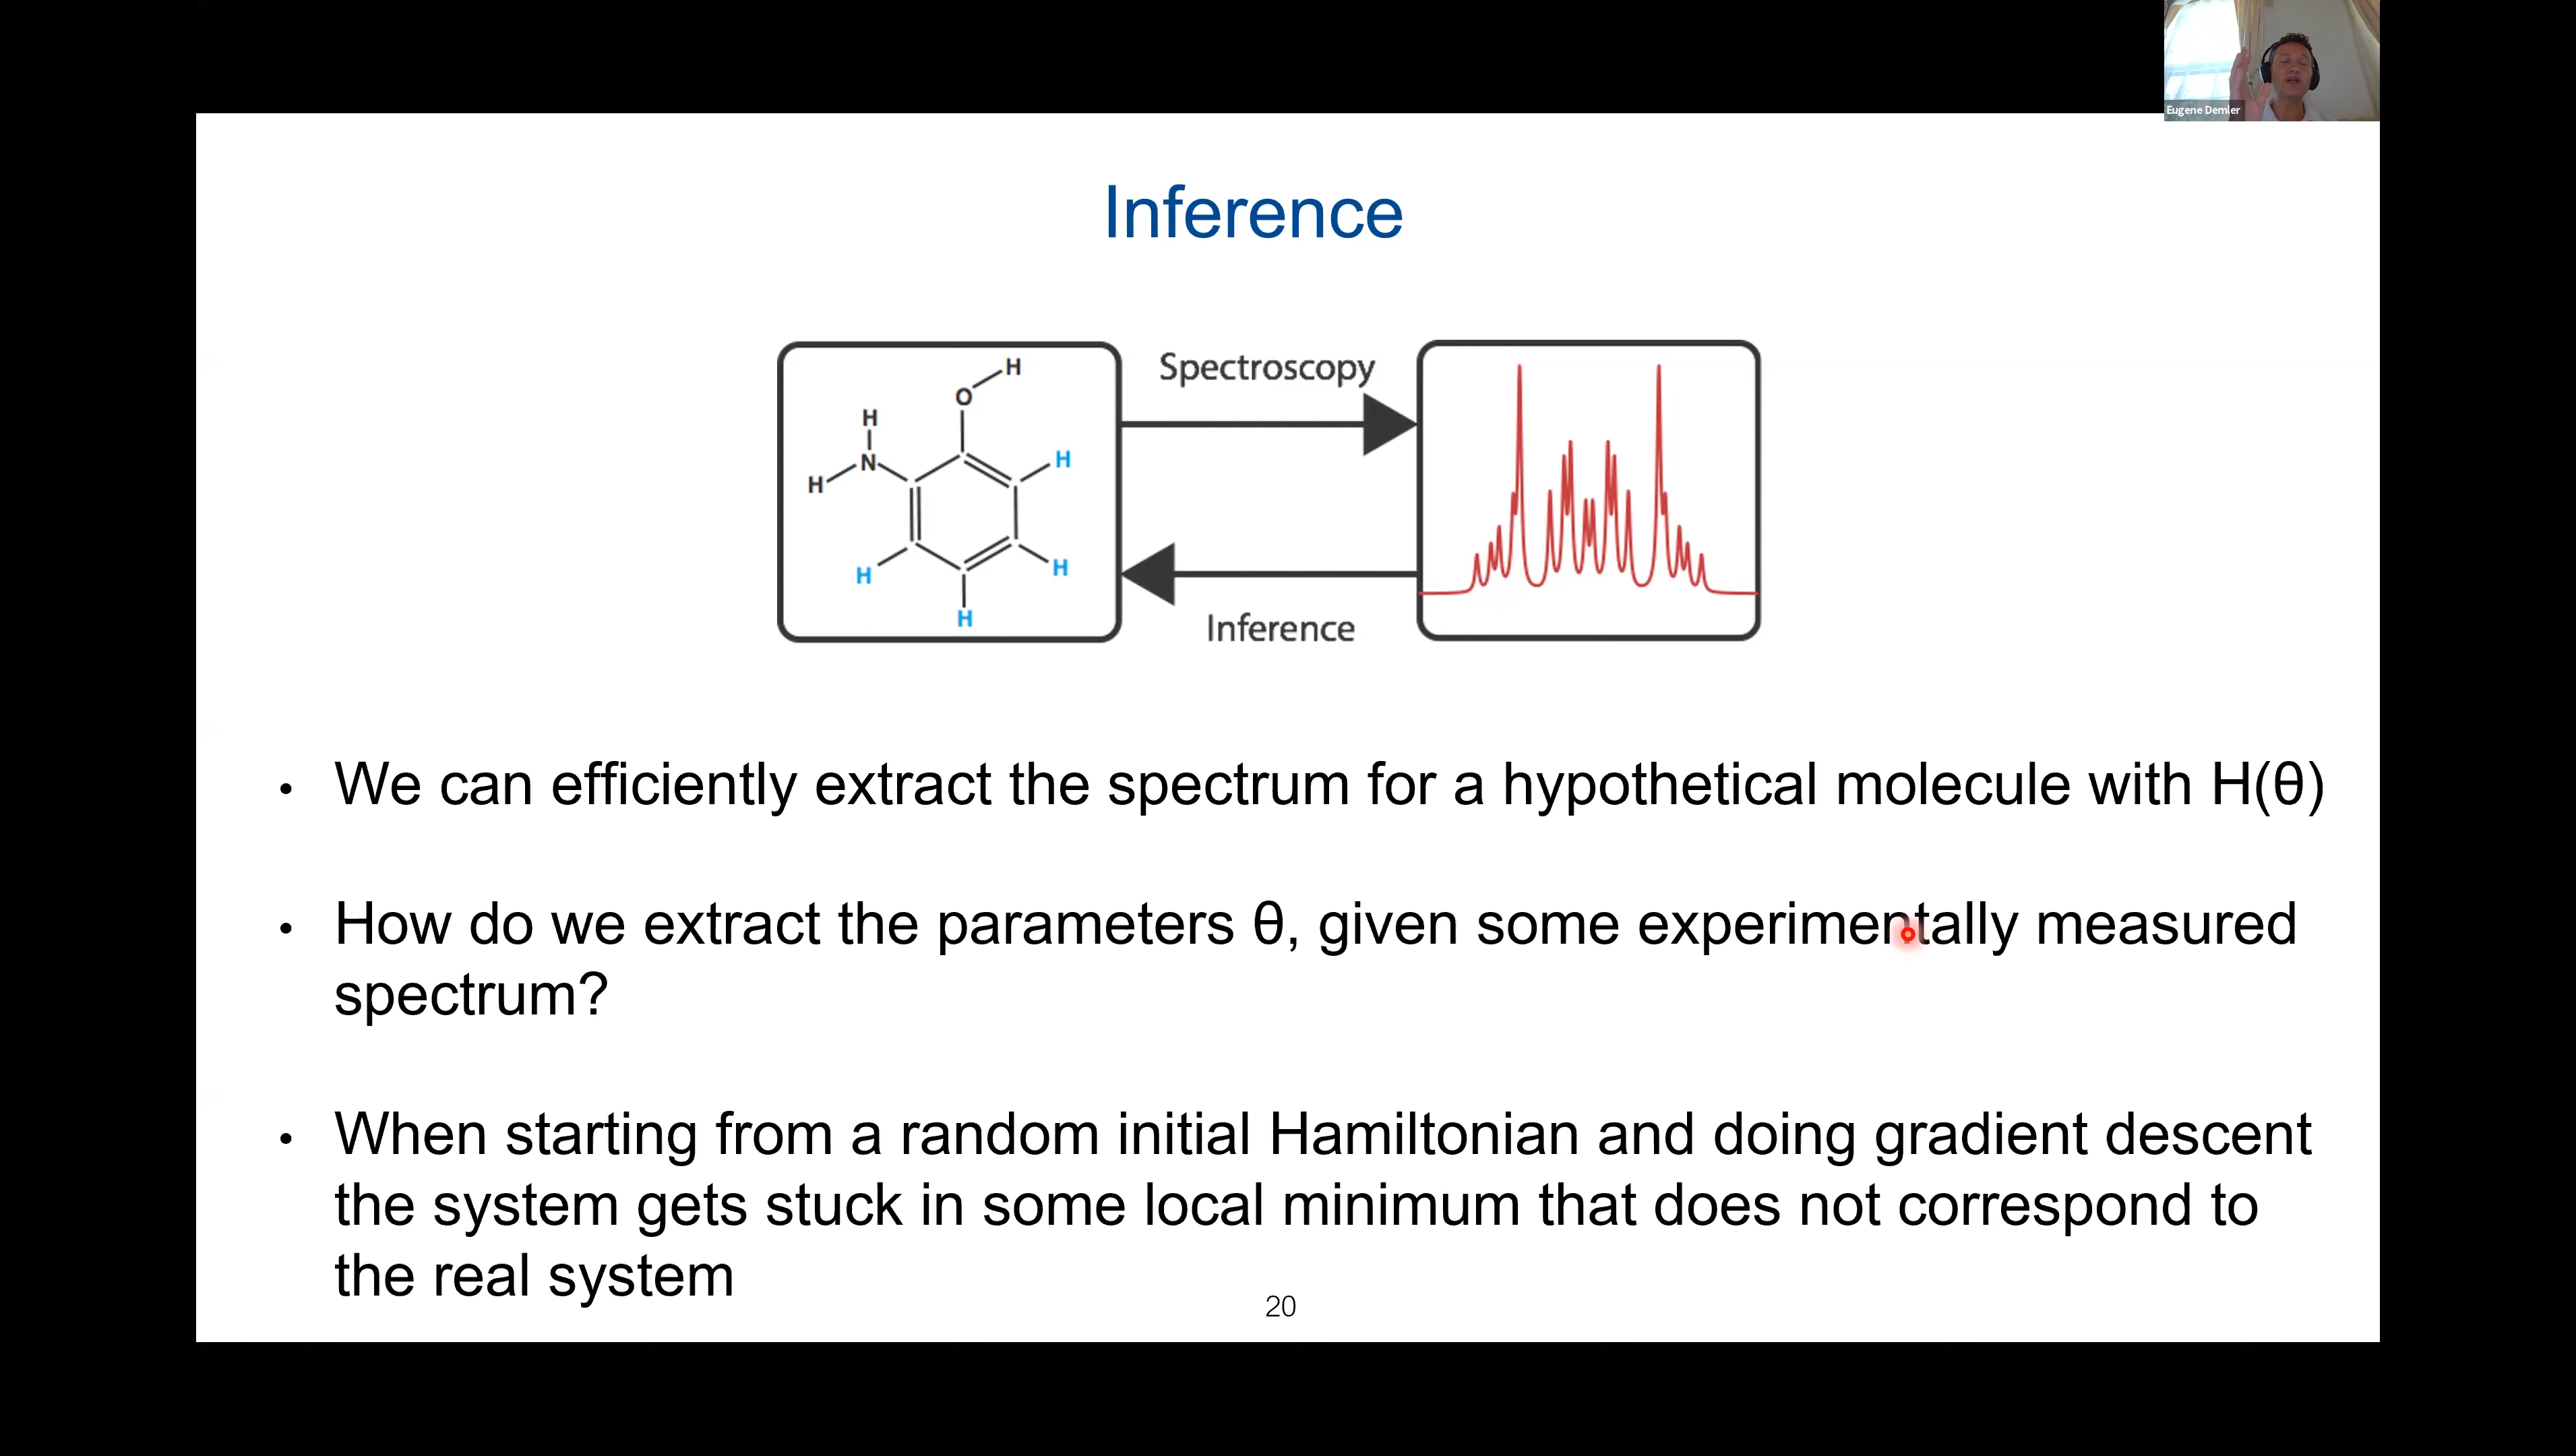 Eugene Demler
Inference
Spectroscopy
H
O
H
N
H
H
H
H
H
Inference
• We can efficiently extract the spectrum for a hypothetical molecule with H(θ)
• How do we extract the parameters θ, given some experimentally measured
spectrum?
• When starting from a random initial Hamiltonian and doing gradient descent
the system gets stuck in some local minimum that does not correspond to
the real system
20